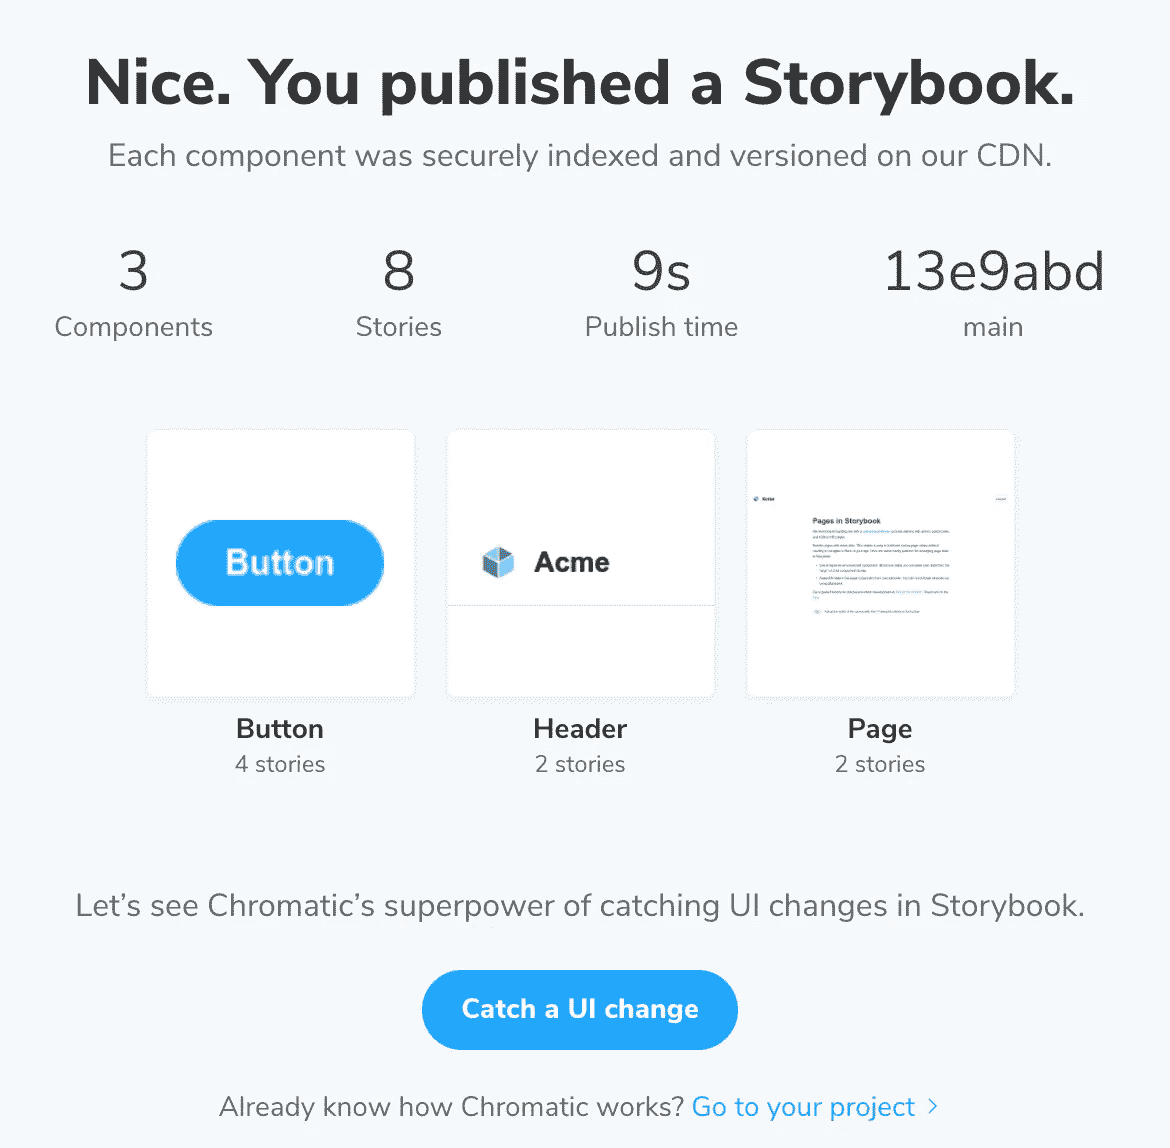 Nice. You published a Storybook.
Each component was securely indexed and versioned on our CDN.
3
Components
8
Stories
9s
Publish time
13e9abd
main
Button
Acme
Acme
Pages in Storybook
Button
4 stories
Header
2 stories
Page
2 stories
Let’s see Chromatic’s superpower of catching UI changes in Storybook.
Catch a UI change
Already know how Chromatic works? Go to your project